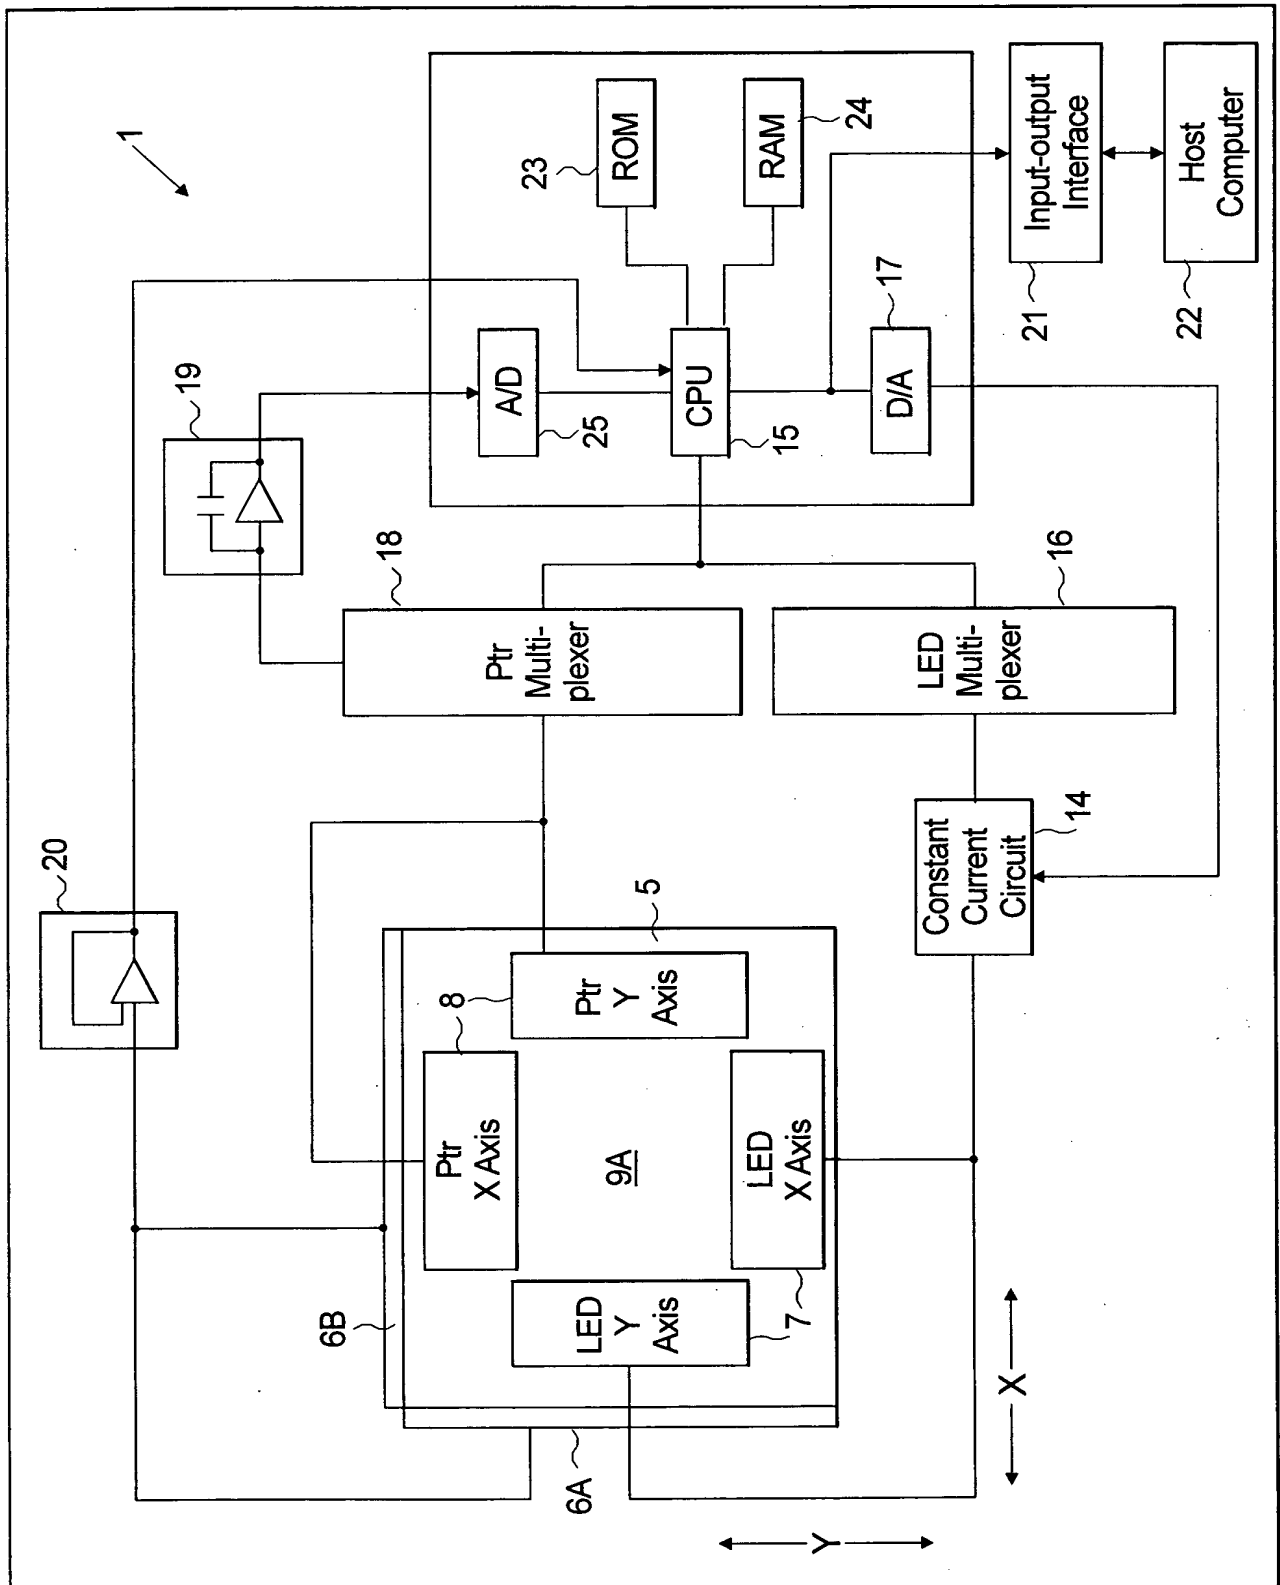 1
20
19
23
ROM
RAM
24
A/D
25
CPU
15
17
D/A
Input-output
Interface
21
Host
Computer
22
18
Ptr
Multi-
plexer
16
LED
Multi-
plexer
14
Constant
Current
Circuit
5
8
Ptr
Y
Axis
Ptr
X Axis
9A
LED
X Axis
LED
Y
Axis
7
6B
6A
X
Y